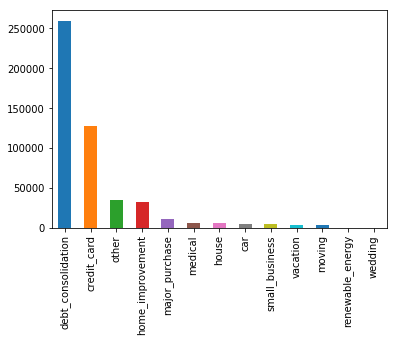 250000
200000
150000
100000
50000
0
debt_consolidation
credit_card
other
home_improvement
major_purchase
medical
house
car
small_business
vacation
moving
renewable_energy
wedding